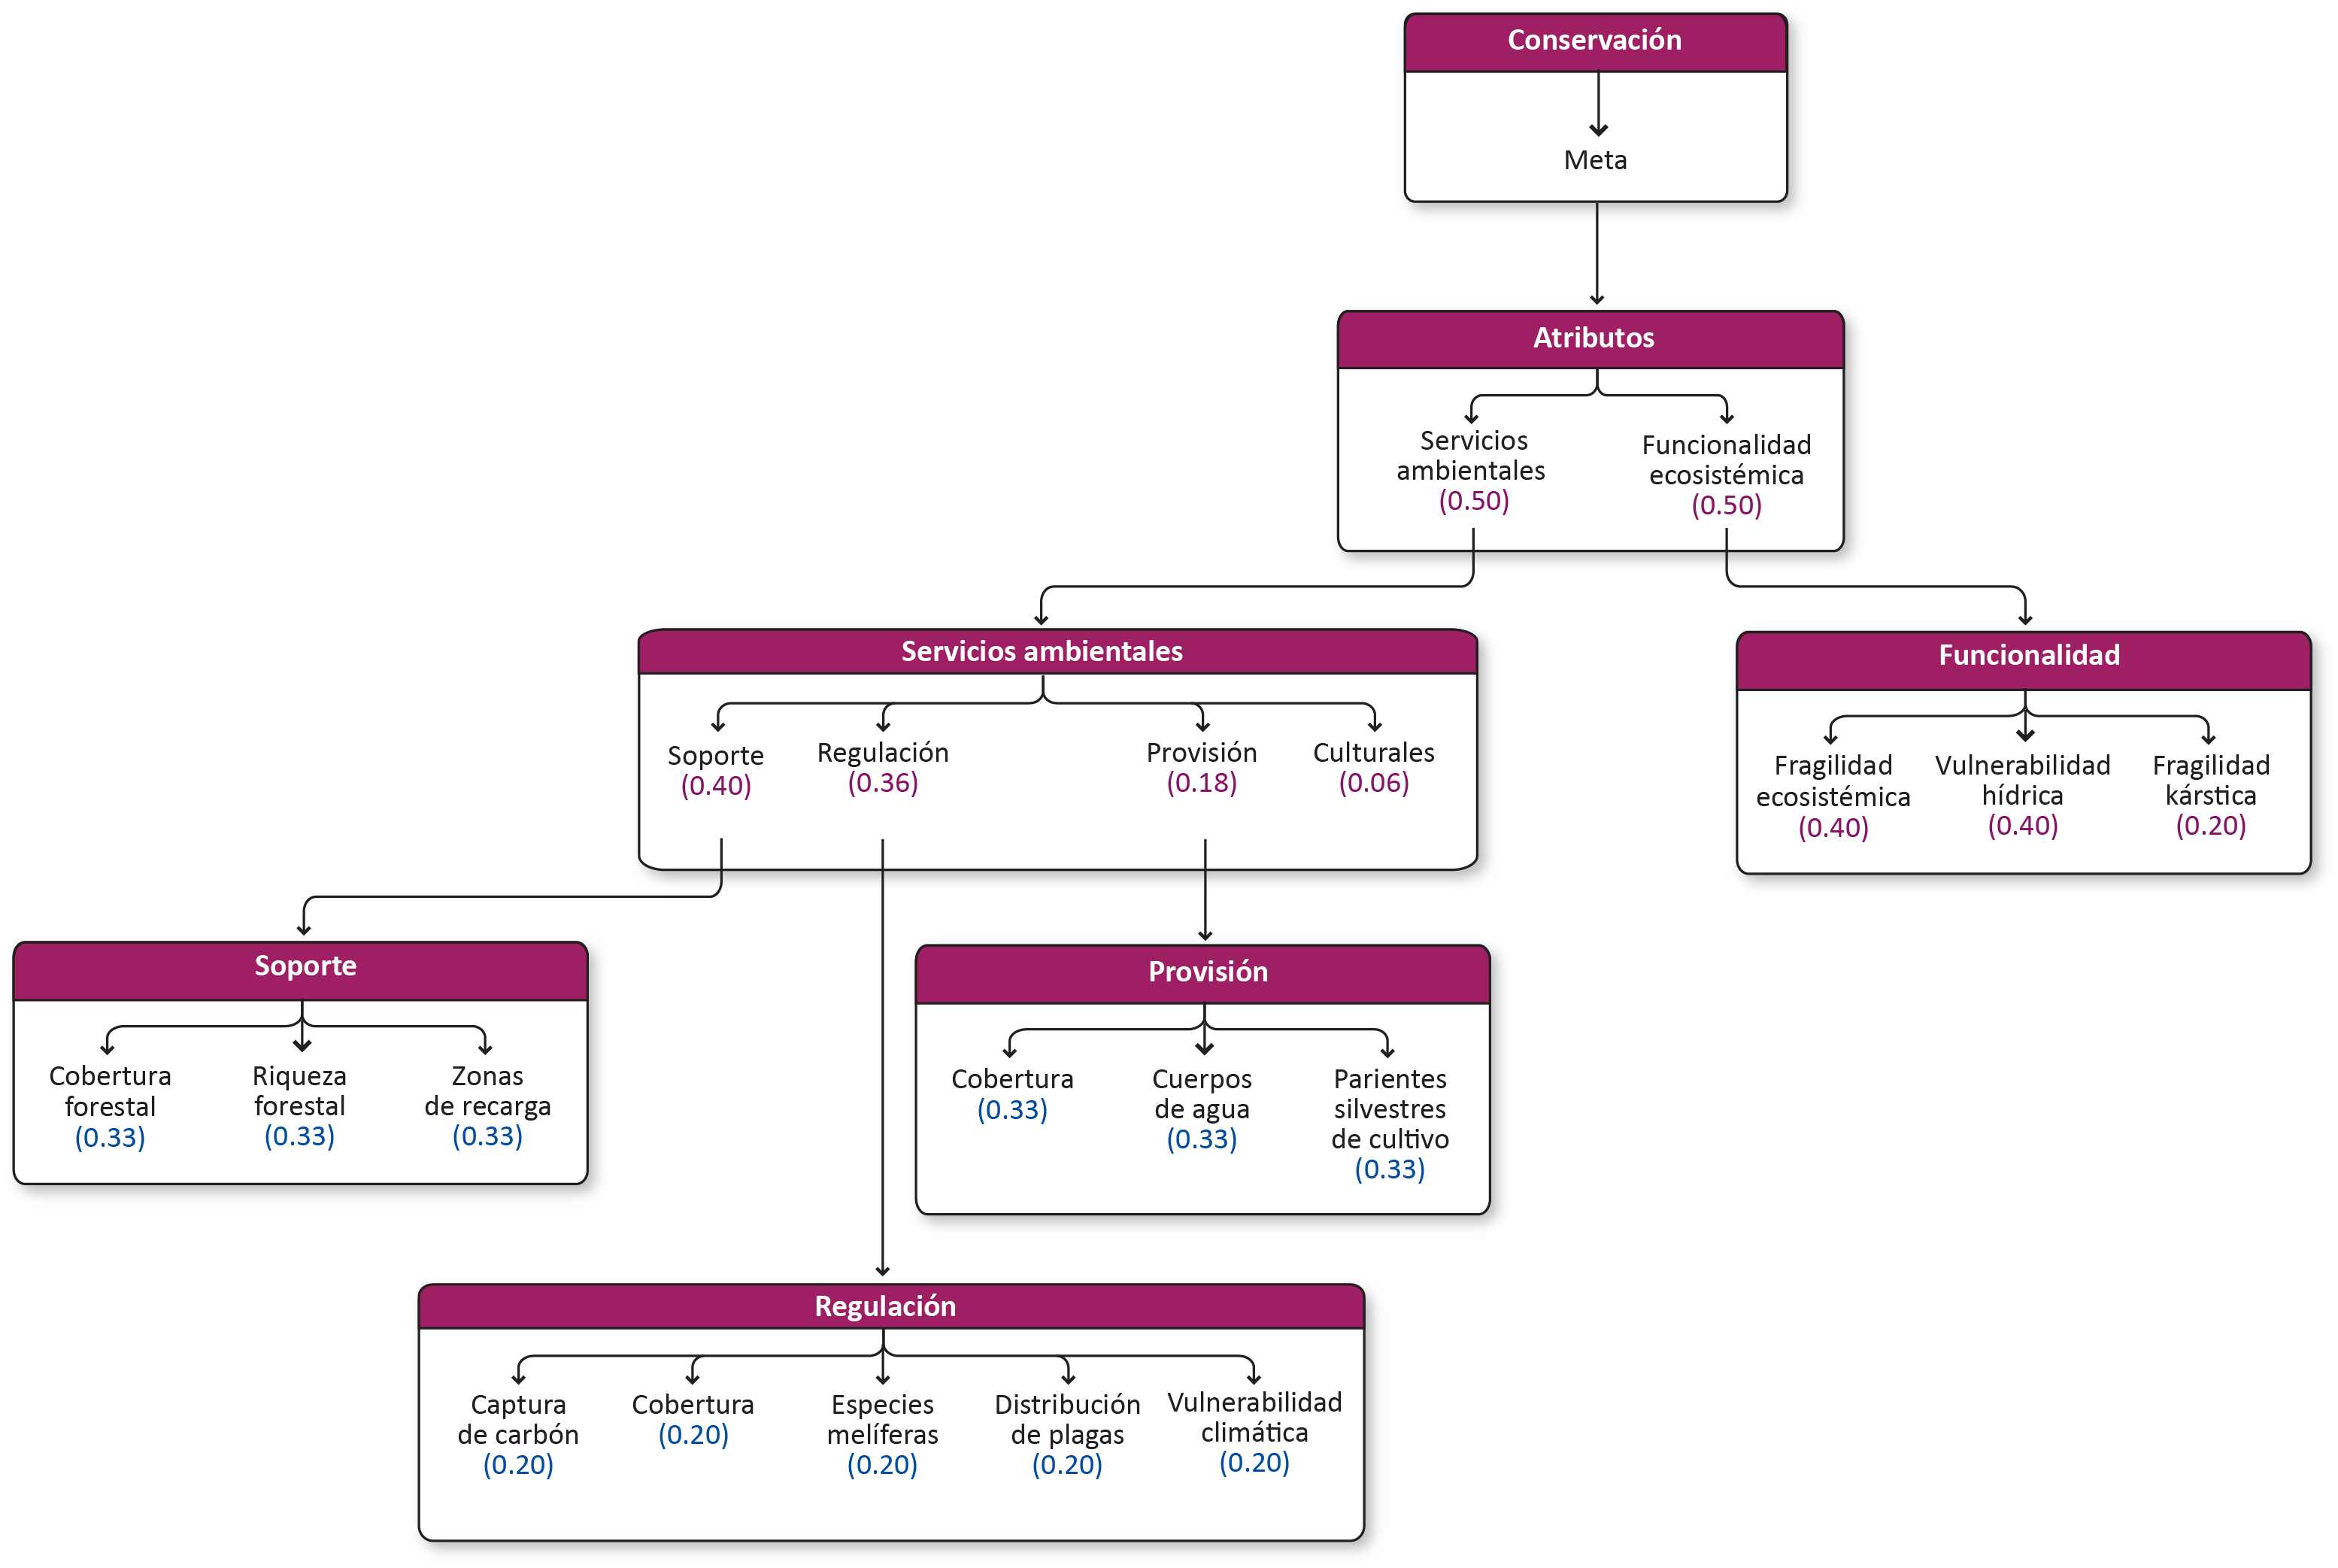 Conservación
Meta
Atributos
Servicios
ambientales
(0.50)
Funcionalidad
ecosistémica
(0.50)
Servicios ambientales
Soporte
(0.40)
Regulación
(0.36)
Provisión
(0.18)
Culturales
(0.06)
Funcionalidad
Fragilidad
ecosistémica
(0.40)
Vulnerabilidad
hídrica
(0.40)
Fragilidad
kárstica
(0.20)
Soporte
Cobertura
forestal
(0.33)
Riqueza
forestal
(0.33)
Zonas
de recarga
(0.33)
Provisión
Cobertura
(0.33)
Cuerpos
de agua
(0.33)
Parientes
silvestres
de cultivo
(0.33)
Regulación
Captura
de carbón
(0.20)
Cobertura
(0.20)
Especies
melíferas
(0.20)
Distribución
de plagas
(0.20)
Vulnerabilidad
climática
(0.20)